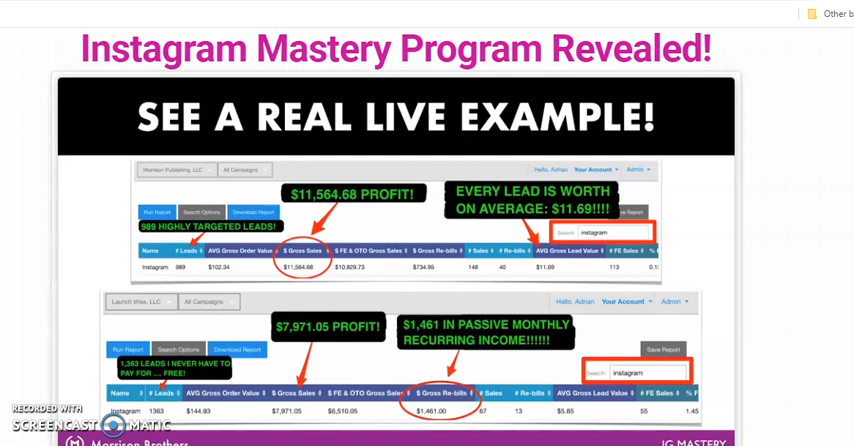 Other b
Instagram Mastery Program Revealed!
SEE A REAL LIVE EXAMPLE!
Morrison Publishing, LLC All Campaigns Hello, Adrian Your Account Admin
$11,564.68 PROFIT!
EVERY LEAD IS WORTH
ON AVERAGE: $11.69!!!!
Run Report Search Options Download Report ve Report
989 HIGHLY TARGETED LEADS!
Search: instagram
Name # Leads AVG Gross Order Value $ Gross Sales $ FE & OTO Gross Sales $ Gross Re-bills # Sales # Re-bills AVG Gross Lead Value # FE Sales % F
Instagram 989 $102.34 $11,564.68 $10,829.73 $734.95 148 40 $11.69 113 0.1
Launch Wike, LLC All Campaigns Hello, Adrian Your Account Admin
$7,971.05 PROFIT!
$1,461 IN PASSIVE MONTHLY
RECURRING INCOME!!!!!!
Run Report Search Options Download Report Save Report
1,363 LEADS I NEVER HAVE TO
PAY FOR .... FREE!
Search: instagram
Name # Leads AVG Gross Order Value $ Gross Sales $ FE & OTO Gross Sales $ Gross Re-bills # Sales # Re-bills AVG Gross Lead Value # FE Sales % F
Instagram 1363 $144.93 $7,971.05 $6,510.05 $1,461.00 67 13 $5.85 55 1.45
RECORDED WITH
SCREENCAST MATIC
Morrison Brothers IG MASTERY